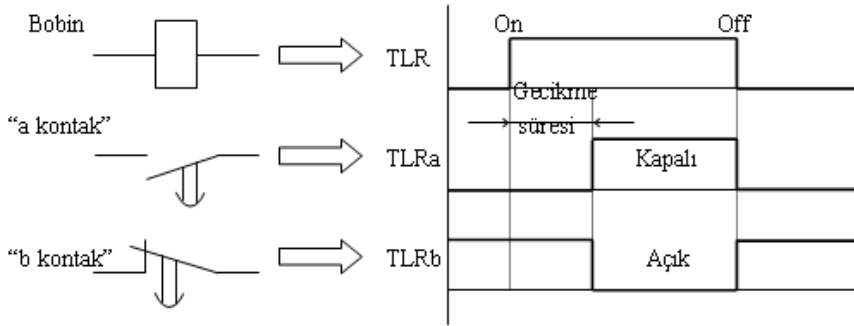 Bobin
TLR
On
Off
Gecikme
süresi
“a kontak”
TLRa
Kapalı
“b kontak”
TLRb
Açık